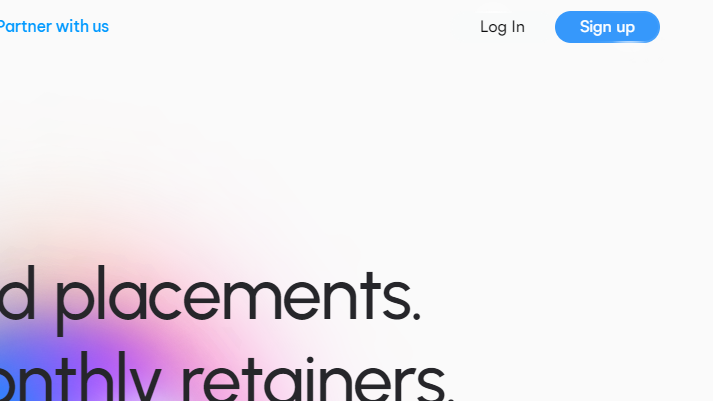 Partner with us Log In Sign up
d placements.
onthly retainers.